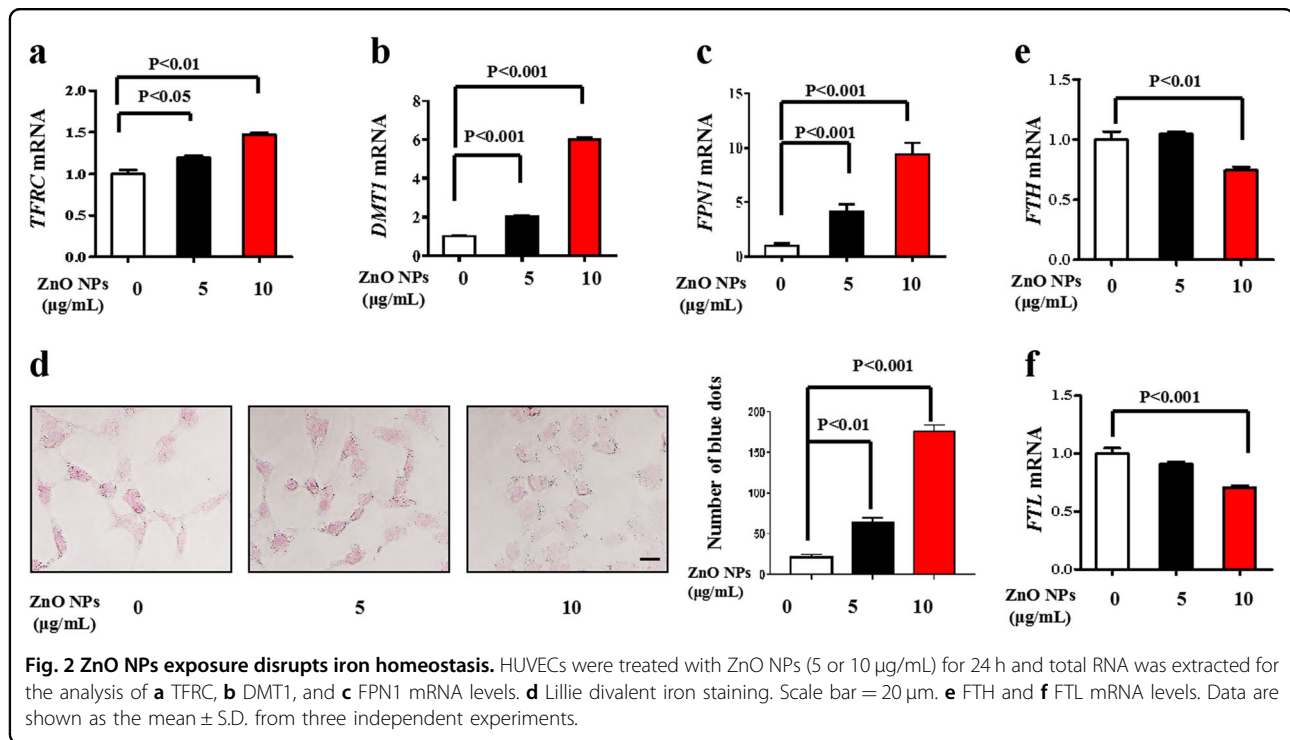 a
P<0.01
P<0.05
TFRC mRNA
2.0
1.5
1.0
0.5
0.0
ZnO NPs
(µg/mL)
0 5 10
b
P<0.001
P<0.001
DMT1 mRNA
8
6
4
2
0
ZnO NPs
(µg/mL)
0 5 10
c
P<0.001
P<0.001
FPN1 mRNA
15
10
5
0
ZnO NPs
(µg/mL)
0 5 10
e
P<0.01
FTH mRNA
1.5
1.0
0.5
0.0
ZnO NPs
(µg/mL)
0 5 10
d
ZnO NPs
(µg/mL)
0 5 10
P<0.001
P<0.01
Number of blue dots
200
150
100
50
0
ZnO NPs
(µg/mL)
0 5 10
f
P<0.001
FTL mRNA
1.5
1.0
0.5
0.0
ZnO NPs
(µg/mL)
0 5 10
Fig. 2 ZnO NPs exposure disrupts iron homeostasis. HUVECs were treated with ZnO NPs (5 or 10 µg/mL) for 24 h and total RNA was extracted for
the analysis of a TFRC, b DMT1, and c FPN1 mRNA levels. d Lillie divalent iron staining. Scale bar = 20 µm. e FTH and f FTL mRNA levels. Data are
shown as the mean ± S.D. from three independent experiments.